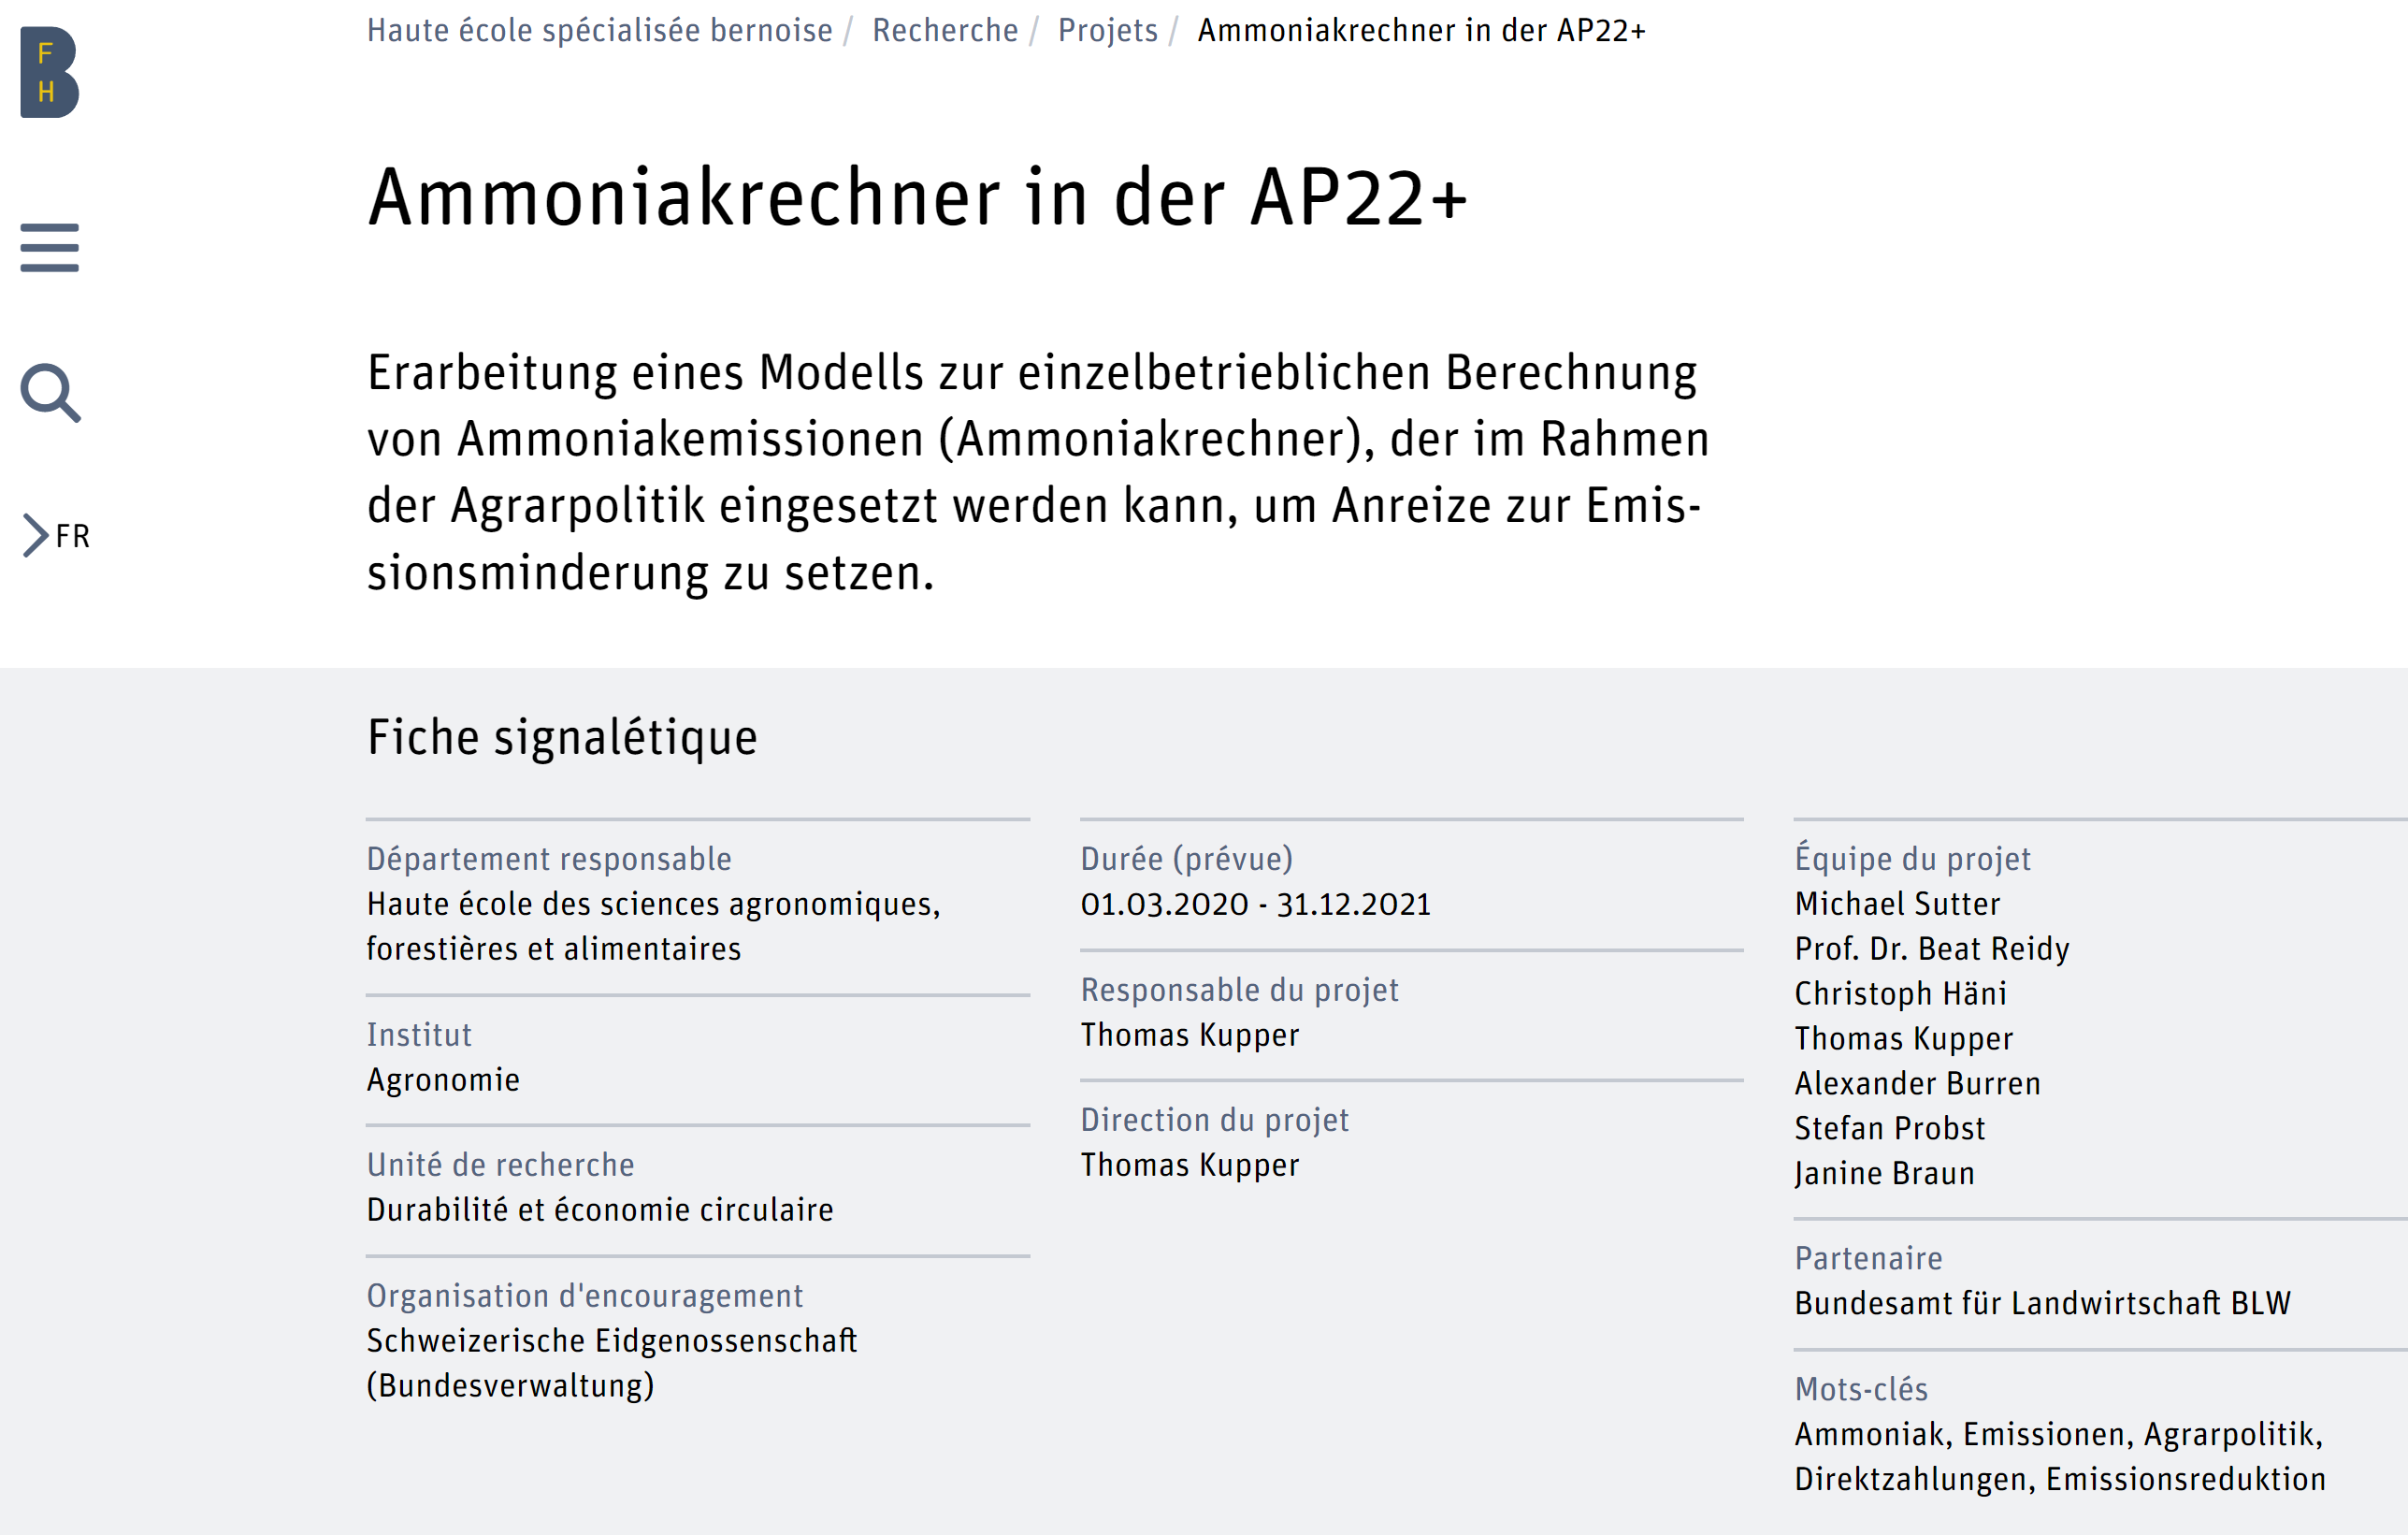 F
H
FR
Haute école spécialisée bernoise / Recherche / Projets / Ammoniakrechner in der AP22+
Ammoniakrechner in der AP22+
Erarbeitung eines Modells zur einzelbetrieblichen Berechnung
von Ammoniakemissionen (Ammoniakrechner), der im Rahmen
der Agrarpolitik eingesetzt werden kann, um Anreize zur Emis-
sionsminderung zu setzen.
Fiche signalétique
Département responsable
Haute école des sciences agronomiques,
forestières et alimentaires
Institut
Agronomie
Unité de recherche
Durabilité et économie circulaire
Organisation d'encouragement
Schweizerische Eidgenossenschaft
(Bundesverwaltung)
Durée (prévue)
01.03.2020 - 31.12.2021
Responsable du projet
Thomas Kupper
Direction du projet
Thomas Kupper
Équipe du projet
Michael Sutter
Prof. Dr. Beat Reidy
Christoph Häni
Thomas Kupper
Alexander Burren
Stefan Probst
Janine Braun
Partenaire
Bundesamt für Landwirtschaft BLW
Mots-clés
Ammoniak, Emissionen, Agrarpolitik,
Direktzahlungen, Emissionsreduktion